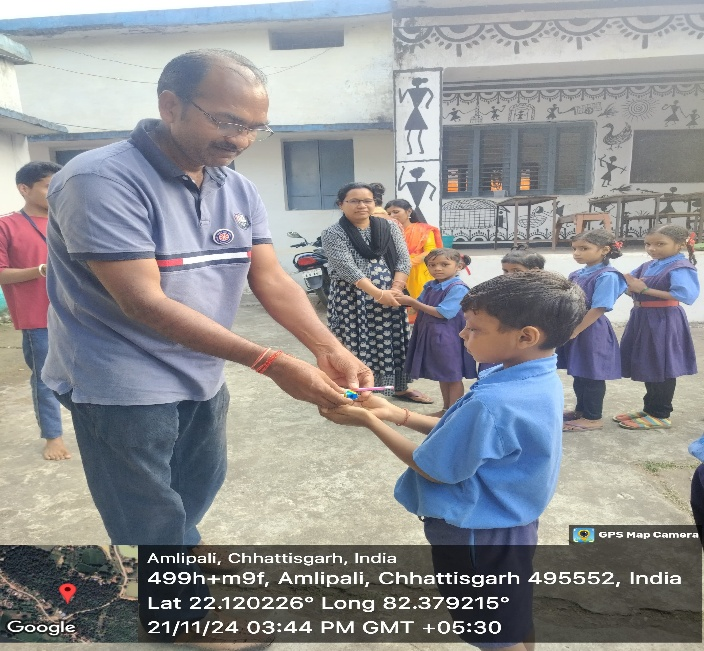 GPS Map Camera
Amlipali, Chhattisgarh, India
499h+m9f, Amlipali, Chhattisgarh 495552, India
Lat 22.120226° Long 82.379215°
21/11/24 03:44 PM GMT +05:30
Google